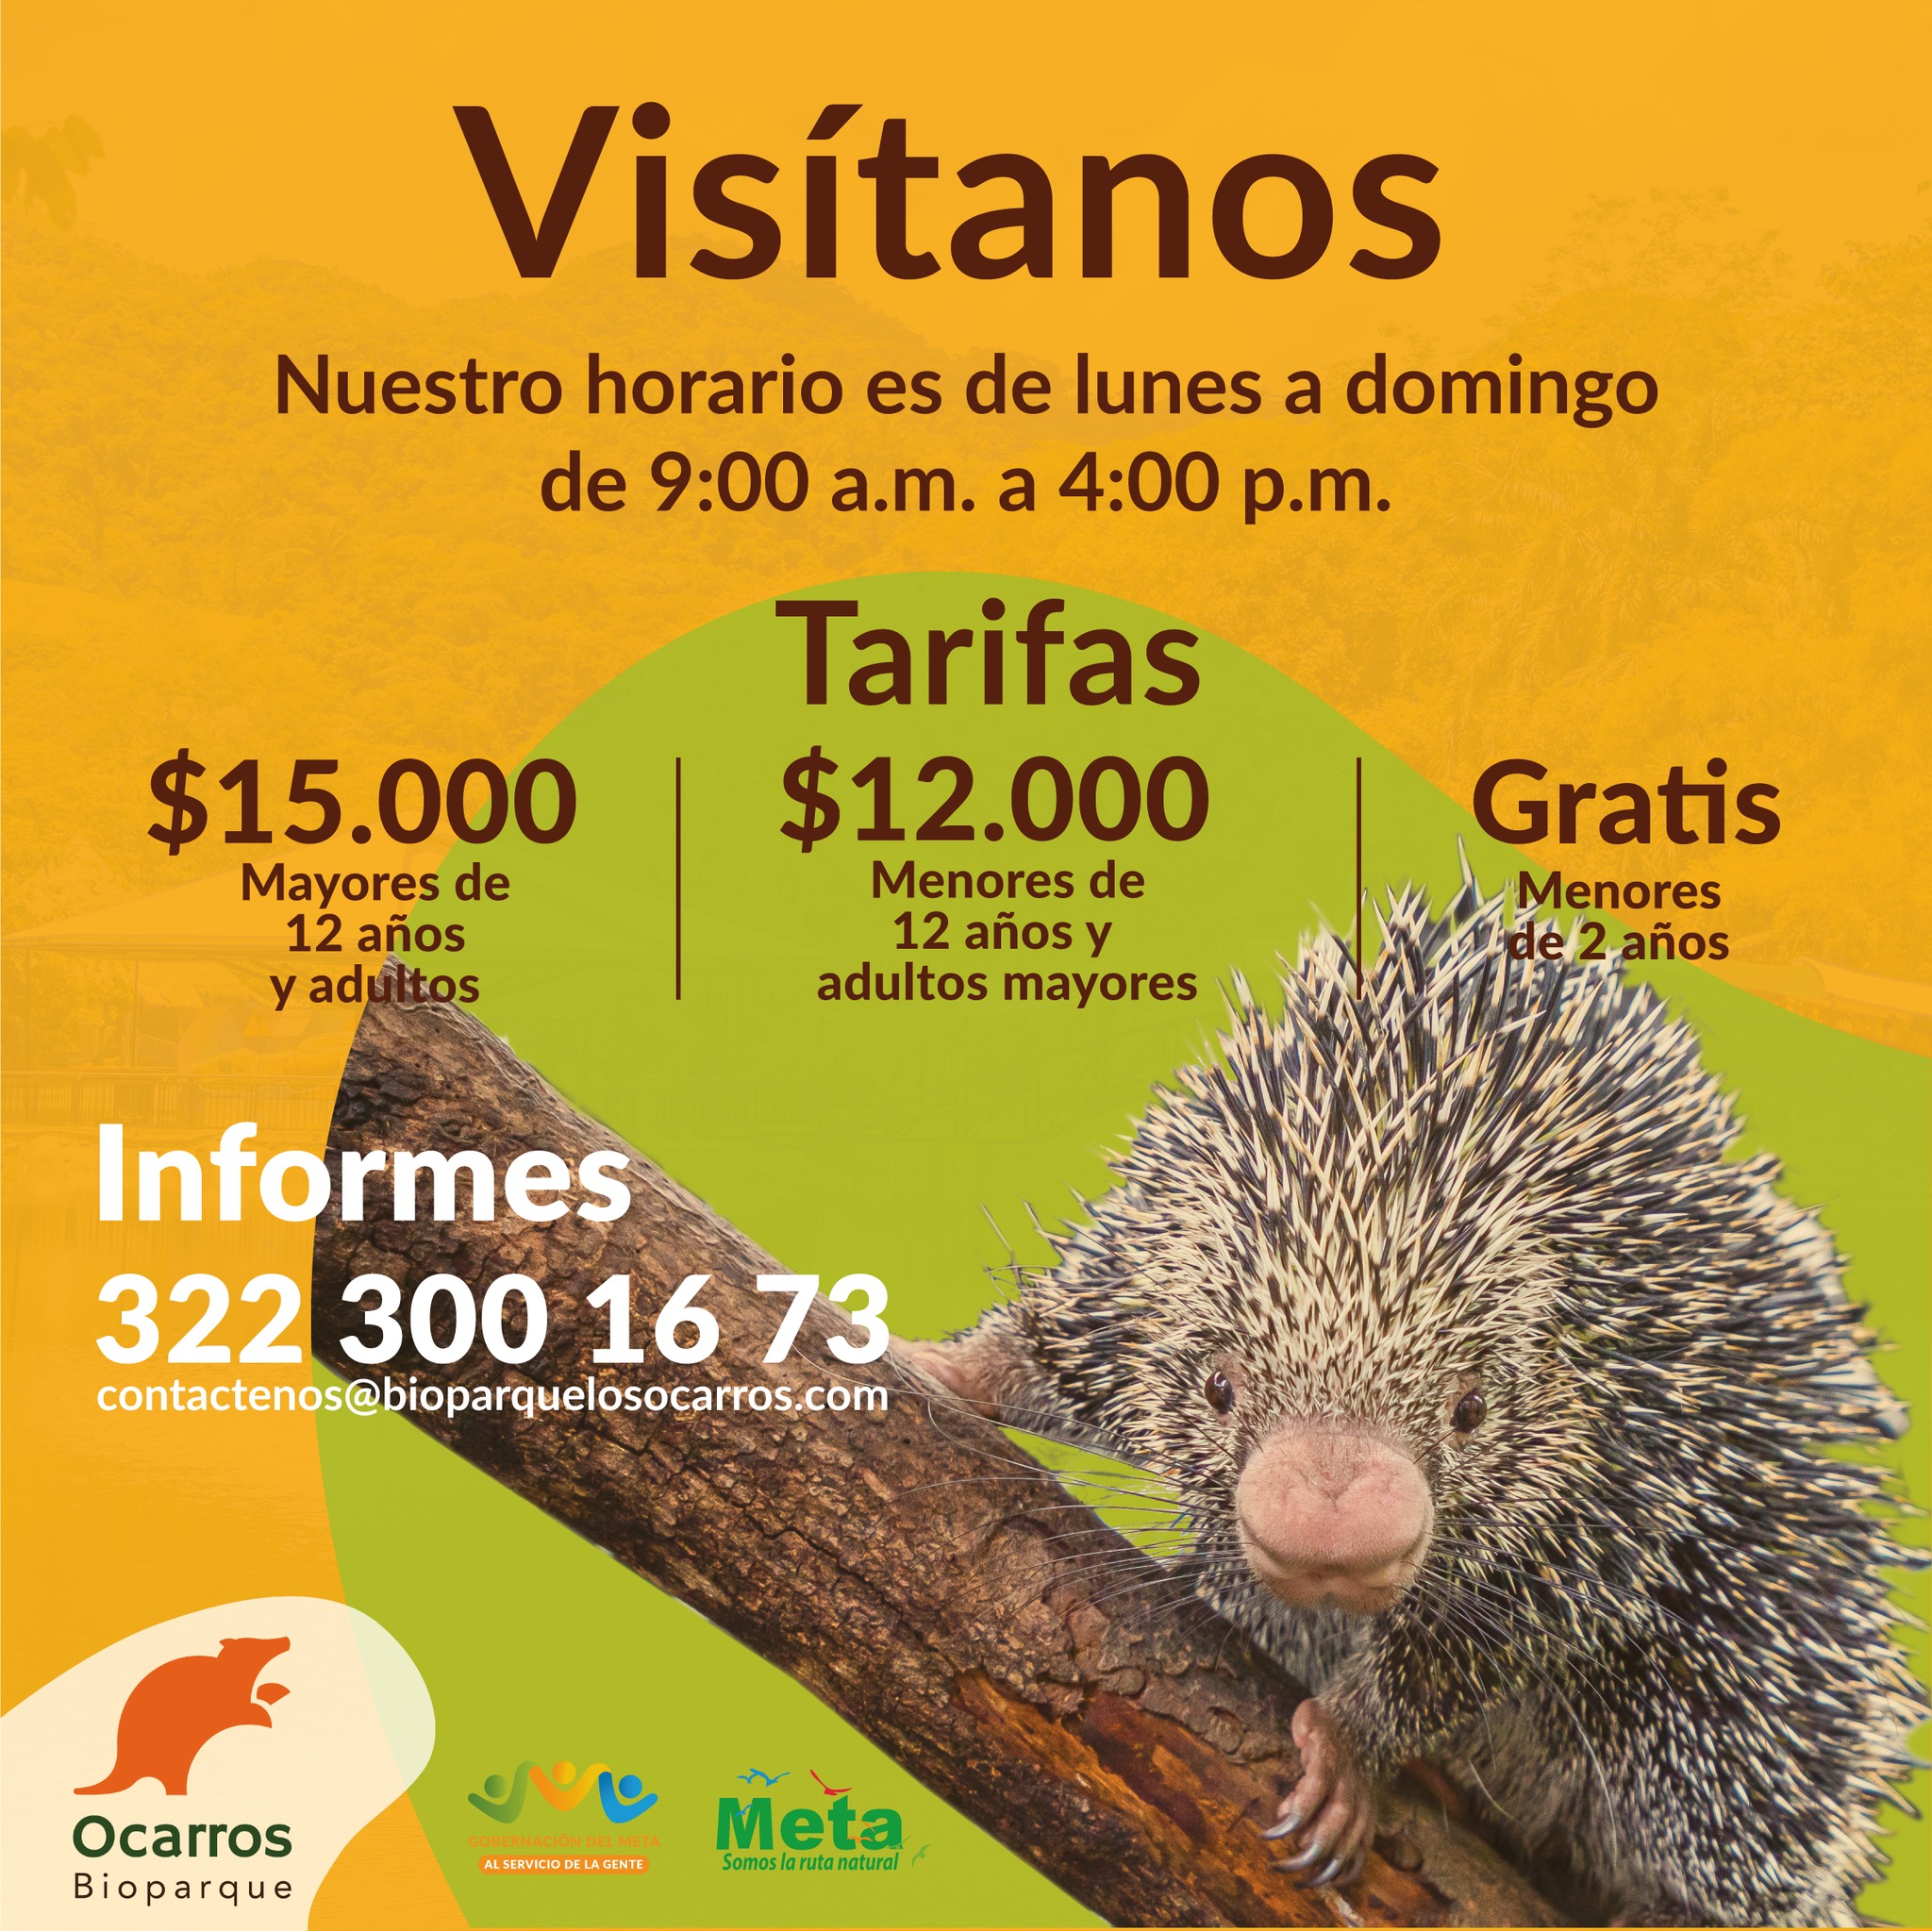 Visítanos
Nuestro horario es de lunes a domingo
de 9:00 a.m. a 4:00 p.m.
Tarifas
$15.000
Mayores de
12 años
y adultos
$12.000
Menores de
12 años y
adultos mayores
Gratis
Menores
de 2 años
Informes
322 300 16 73
contactenos@bioparquelosocarros.com
Ocarros
Bioparque
GOBERNACIÓN DEL META
AL SERVICIO DE LA GENTE
Meta
Somos la ruta natural